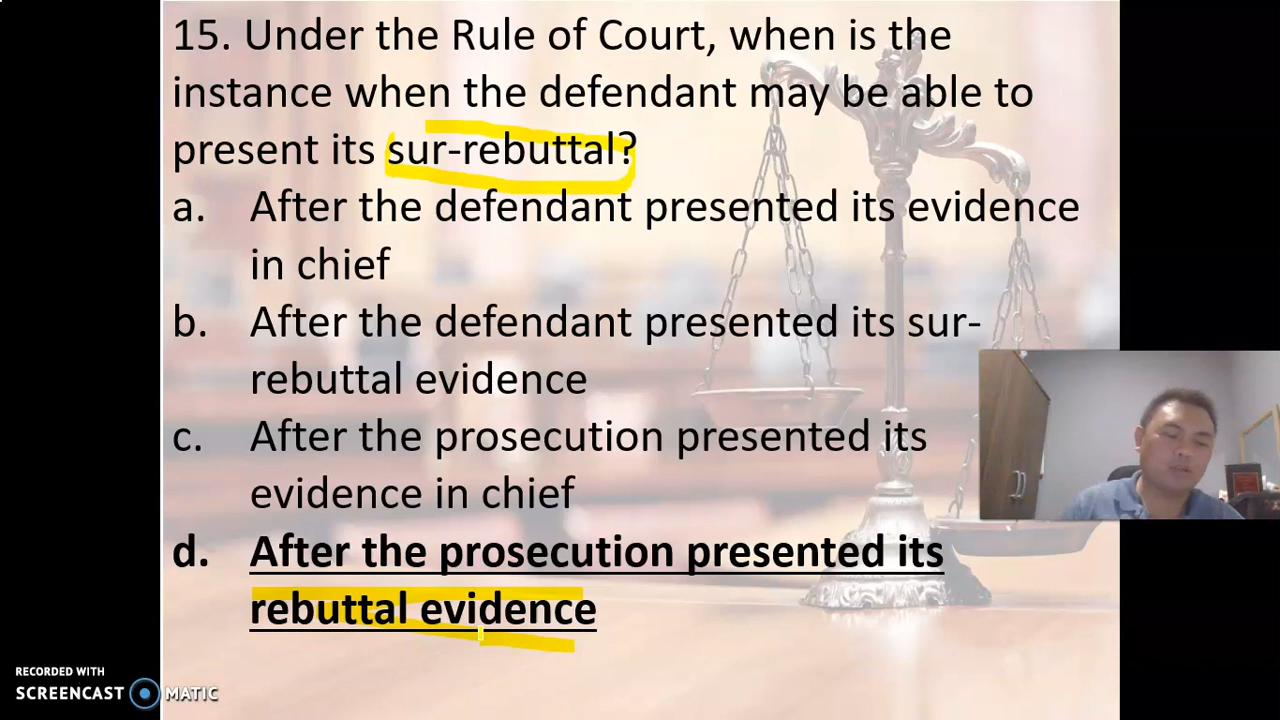 15. Under the Rule of Court, when is the
instance when the defendant may be able to
present its sur-rebuttal?
a. After the defendant presented its evidence
in chief
b. After the defendant presented its sur-
rebuttal evidence
c. After the prosecution presented its
evidence in chief
d. After the prosecution presented its
rebuttal evidence
RECORDED WITH
SCREENCAST MATIC